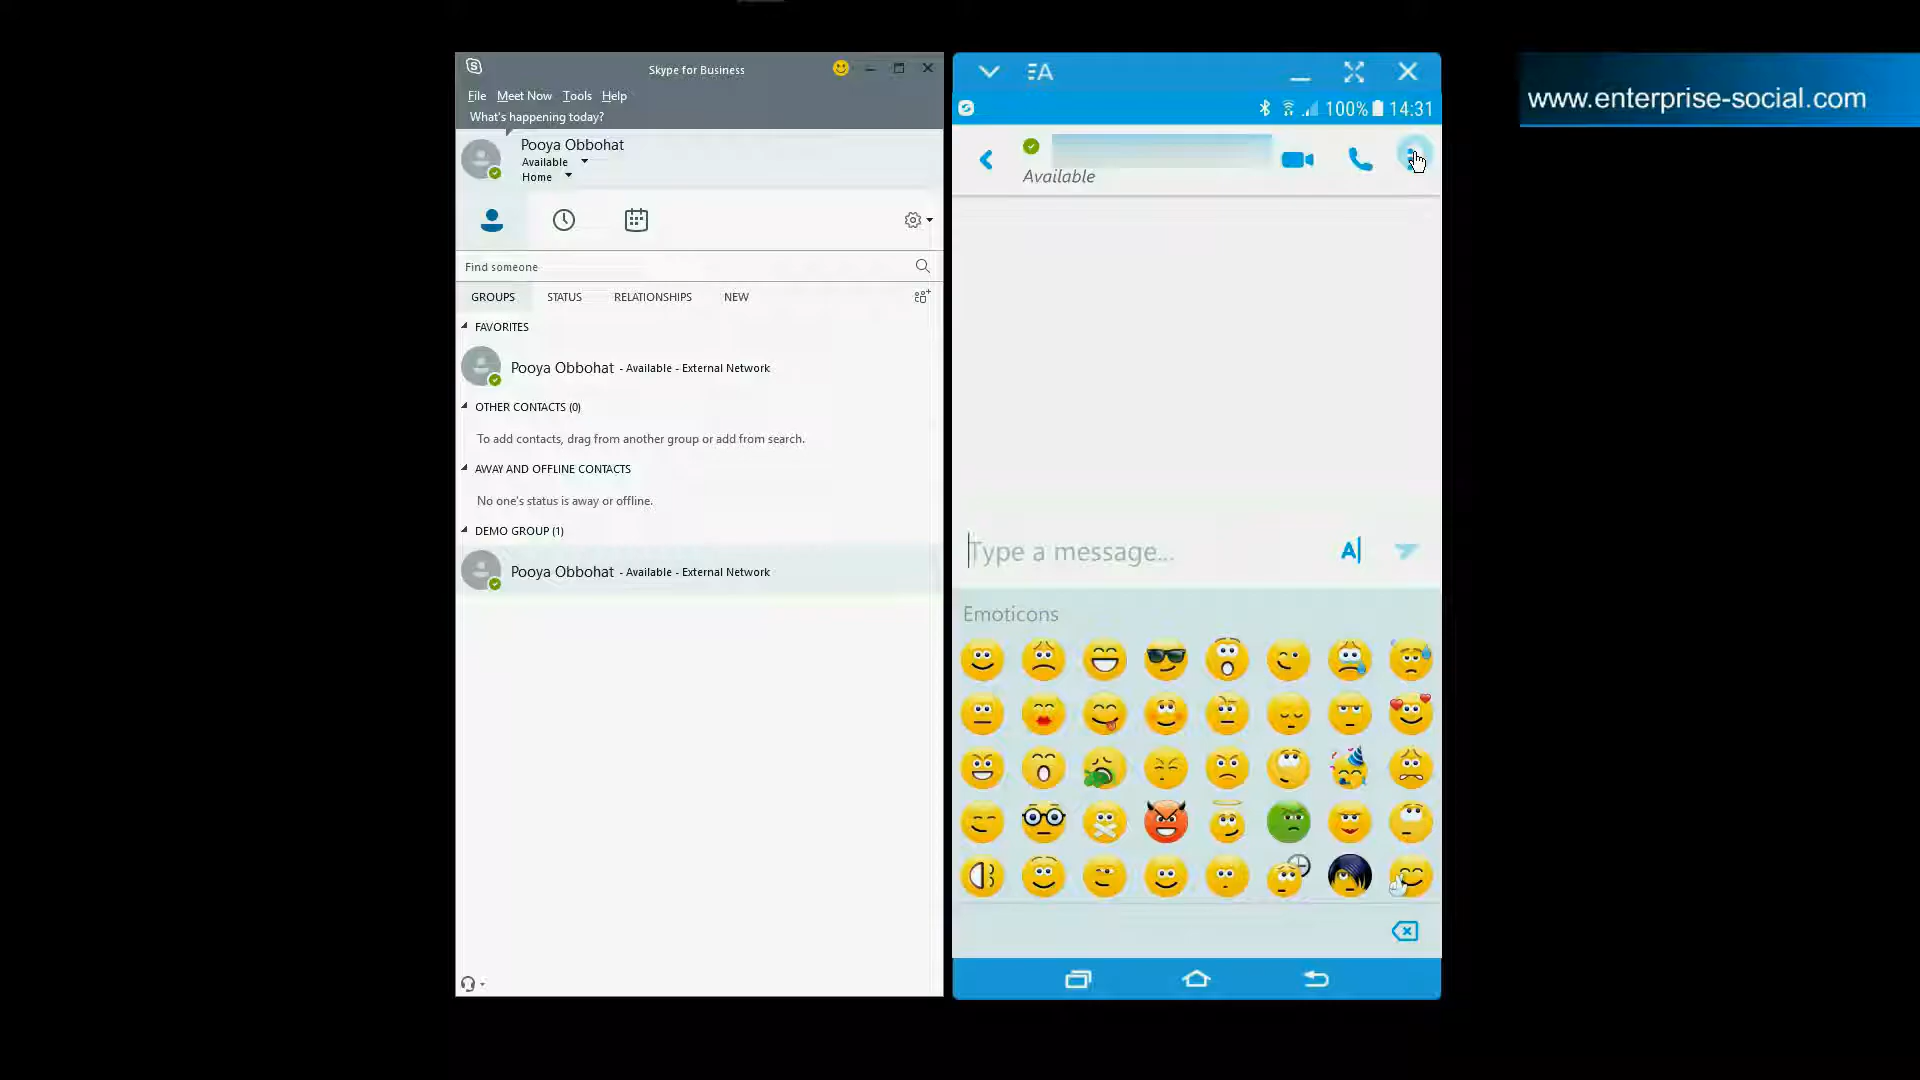 Skype for Business
File Meet Now Tools Help
What's happening today?
Pooya Obbohat
Available
Home
Find someone
GROUPS STATUS RELATIONSHIPS NEW
FAVORITES
Pooya Obbohat - Available - External Network
OTHER CONTACTS (0)
To add contacts, drag from another group or add from search.
AWAY AND OFFLINE CONTACTS
No one's status is away or offline.
DEMO GROUP (1)
Pooya Obbohat - Available - External Network
A
100% 14:31
Available
Type a message...
A
Emoticons
www.enterprise-social.com